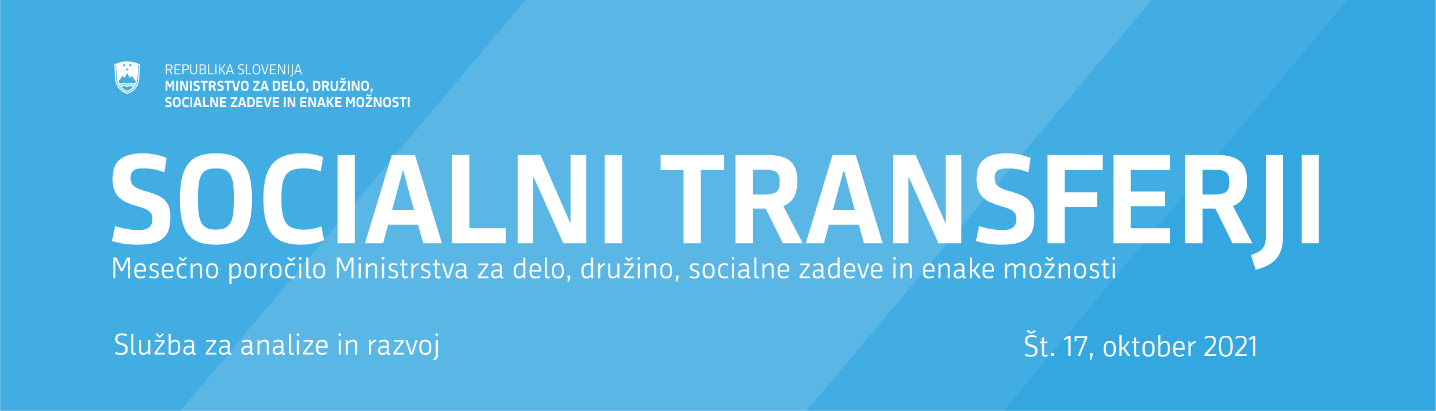 REPUBLIKA SLOVENIJA
MINISTRSTVO ZA DELO, DRUŽINO,
SOCIALNE ZADEVE IN ENAKE MOŽNOSTI
SOCIALNI TRANSFERJI
Mesečno poročilo Ministrstva za delo, družino, socialne zadeve in enake možnosti
Služba za analize in razvoj
Št. 17, oktober 2021